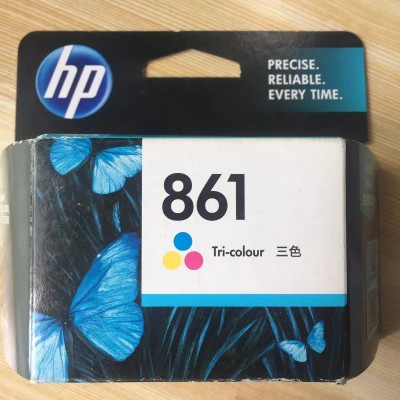 hp
PRECISE.
RELIABLE.
EVERY TIME.
861
Tri-colour 三色